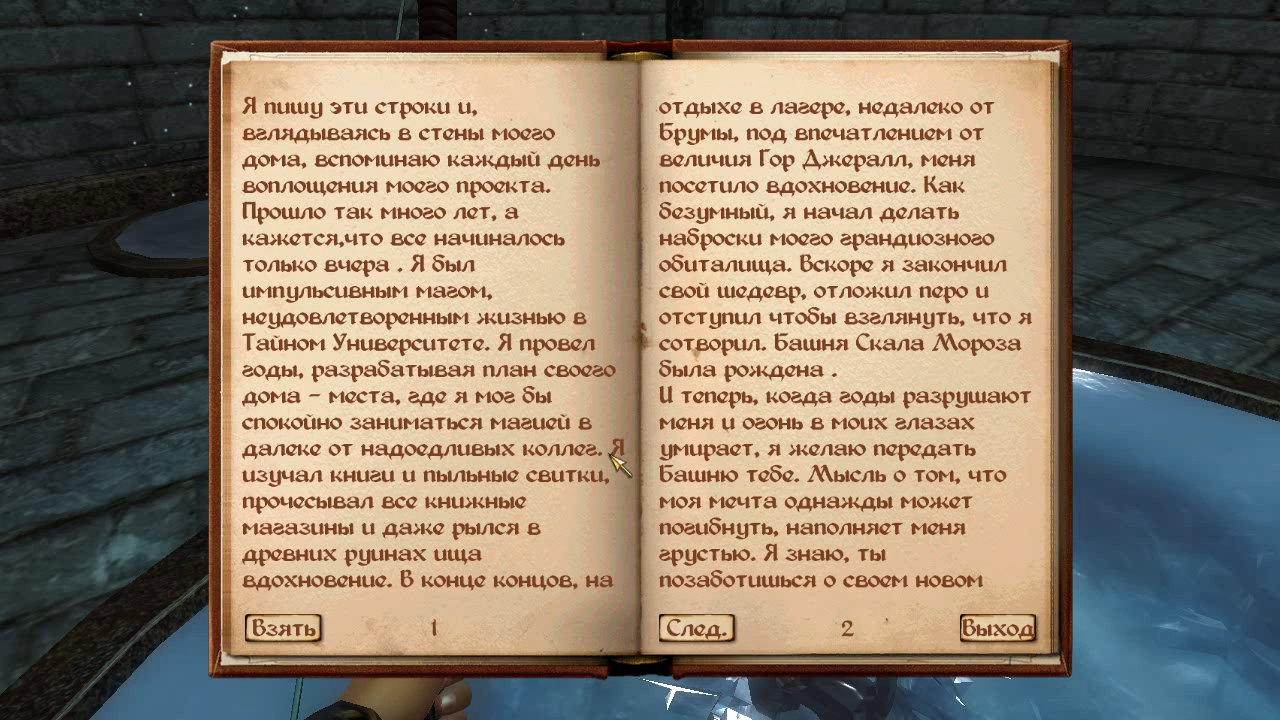 Я пишу эти строки и,
вглядываясь в стены моего
дома, вспоминаю каждый день
воплощения моего проекта.
Прошло так много лет, а
кажется,что все начиналось
только вчера . Я был
импульсивным магом,
неудовлетворенным жизнью в
Тайном Университете. Я провел
годы, разрабатывая план своего
дома - места, где я мог бы
спокойно заниматься магией в
далеке от надоедливых коллег. Я
изучал книги и пыльные свитки,
прочесывал все книжные
магазины и даже рылся в
древних руинах ища
вдохновение. В конце концов, на
отдыхе в лагере, недалеко от
Брумы, под впечатлением от
величия Гор Джералл, меня
посетило вдохновение. Как
безумный, я начал делать
наброски моего грандиозного
обиталища. Вскоре я закончил
свой шедевр, отложил перо и
отступил чтобы взглянуть, что я
сотворил. Башня Скала Мороза
была рождена .
И теперь, когда годы разрушают
меня и огонь в моих глазах
умирает, я желаю передать
Башню тебе. Мысль о том, что
моя мечта однажды может
погибнуть, наполняет меня
грустью. Я знаю, ты
позаботишься о своем новом
Взять 1 След. 2 Выход